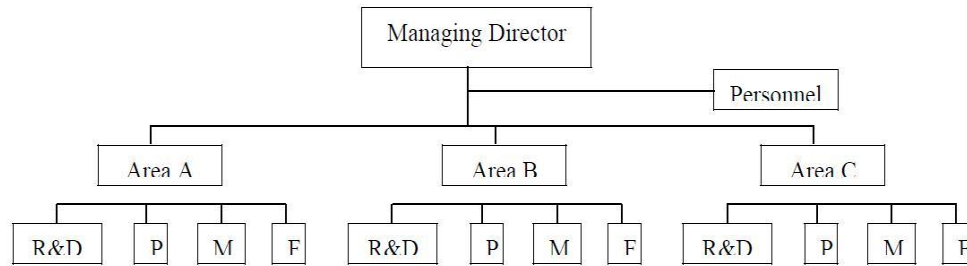 Managing Director
Personnel
Area A
Area B
Area C
R&D P M F R&D P M F R&D P M F